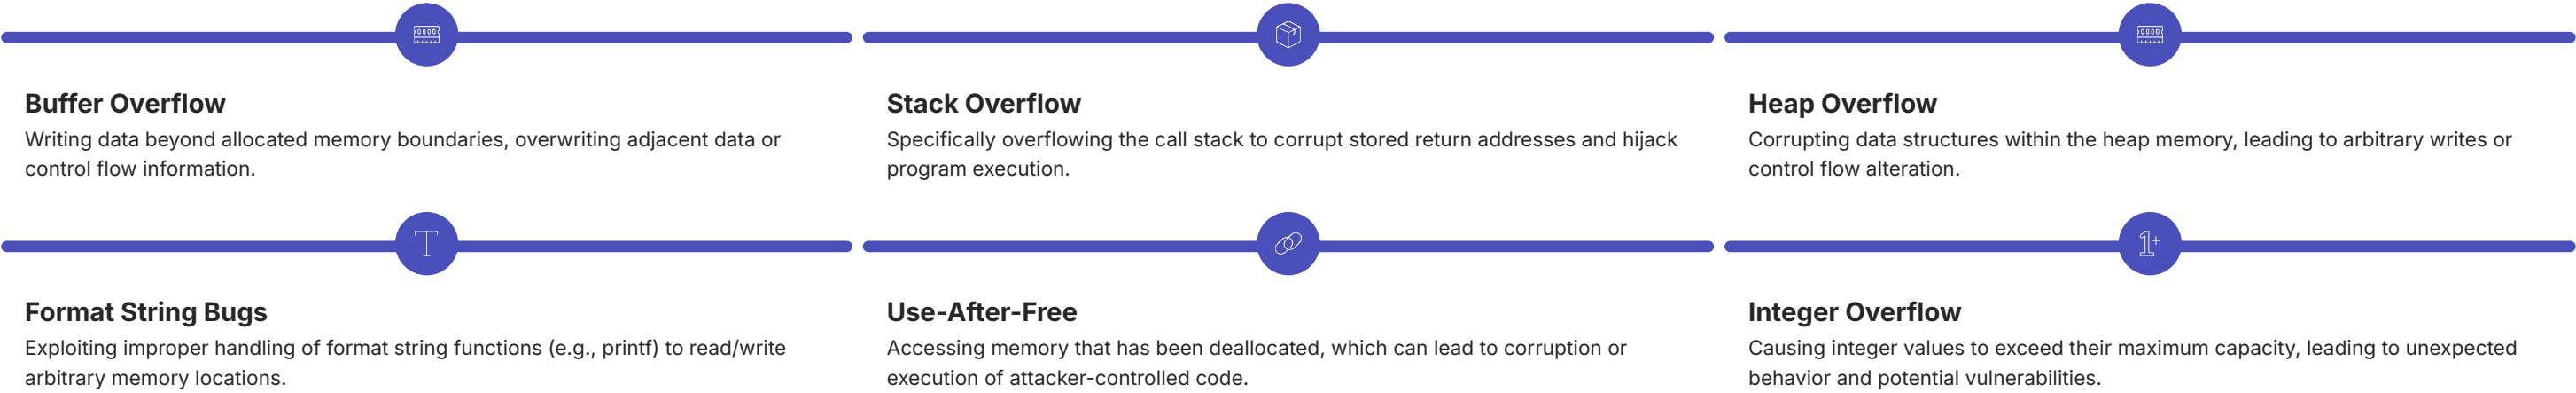 Buffer Overflow
Writing data beyond allocated memory boundaries, overwriting adjacent data or
control flow information.
Stack Overflow
Specifically overflowing the call stack to corrupt stored return addresses and hijack
program execution.
Heap Overflow
Corrupting data structures within the heap memory, leading to arbitrary writes or
control flow alteration.
Format String Bugs
Exploiting improper handling of format string functions (e.g., printf) to read/write
arbitrary memory locations.
Use-After-Free
Accessing memory that has been deallocated, which can lead to corruption or
execution of attacker-controlled code.
Integer Overflow
Causing integer values to exceed their maximum capacity, leading to unexpected
behavior and potential vulnerabilities.